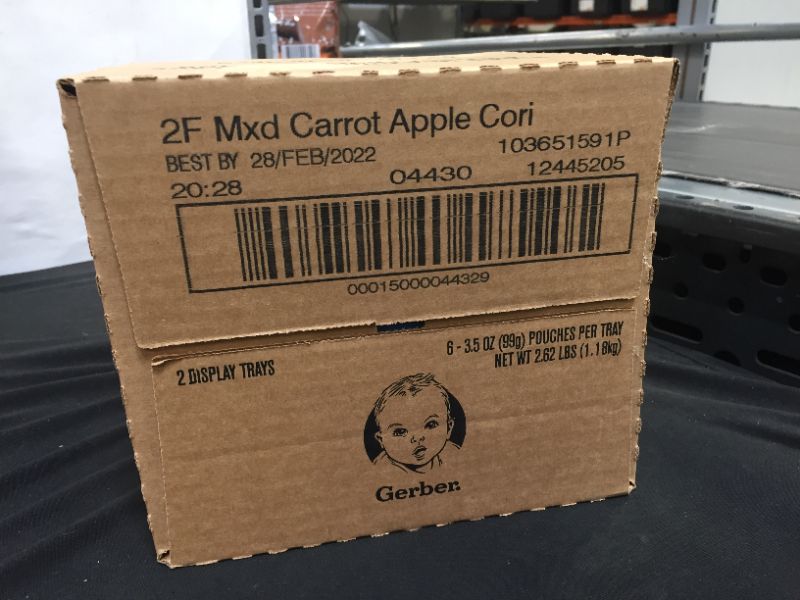 2F Mxd Carrot Apple Cori
BEST BY 28/FEB/2022 103651591P
20:28 04430 12445205
00015000044329
2 DISPLAY TRAYS
6 - 3.5 OZ (99g) POUCHES PER TRAY
NET WT 2.62 LBS (1.18kg)
Gerber.